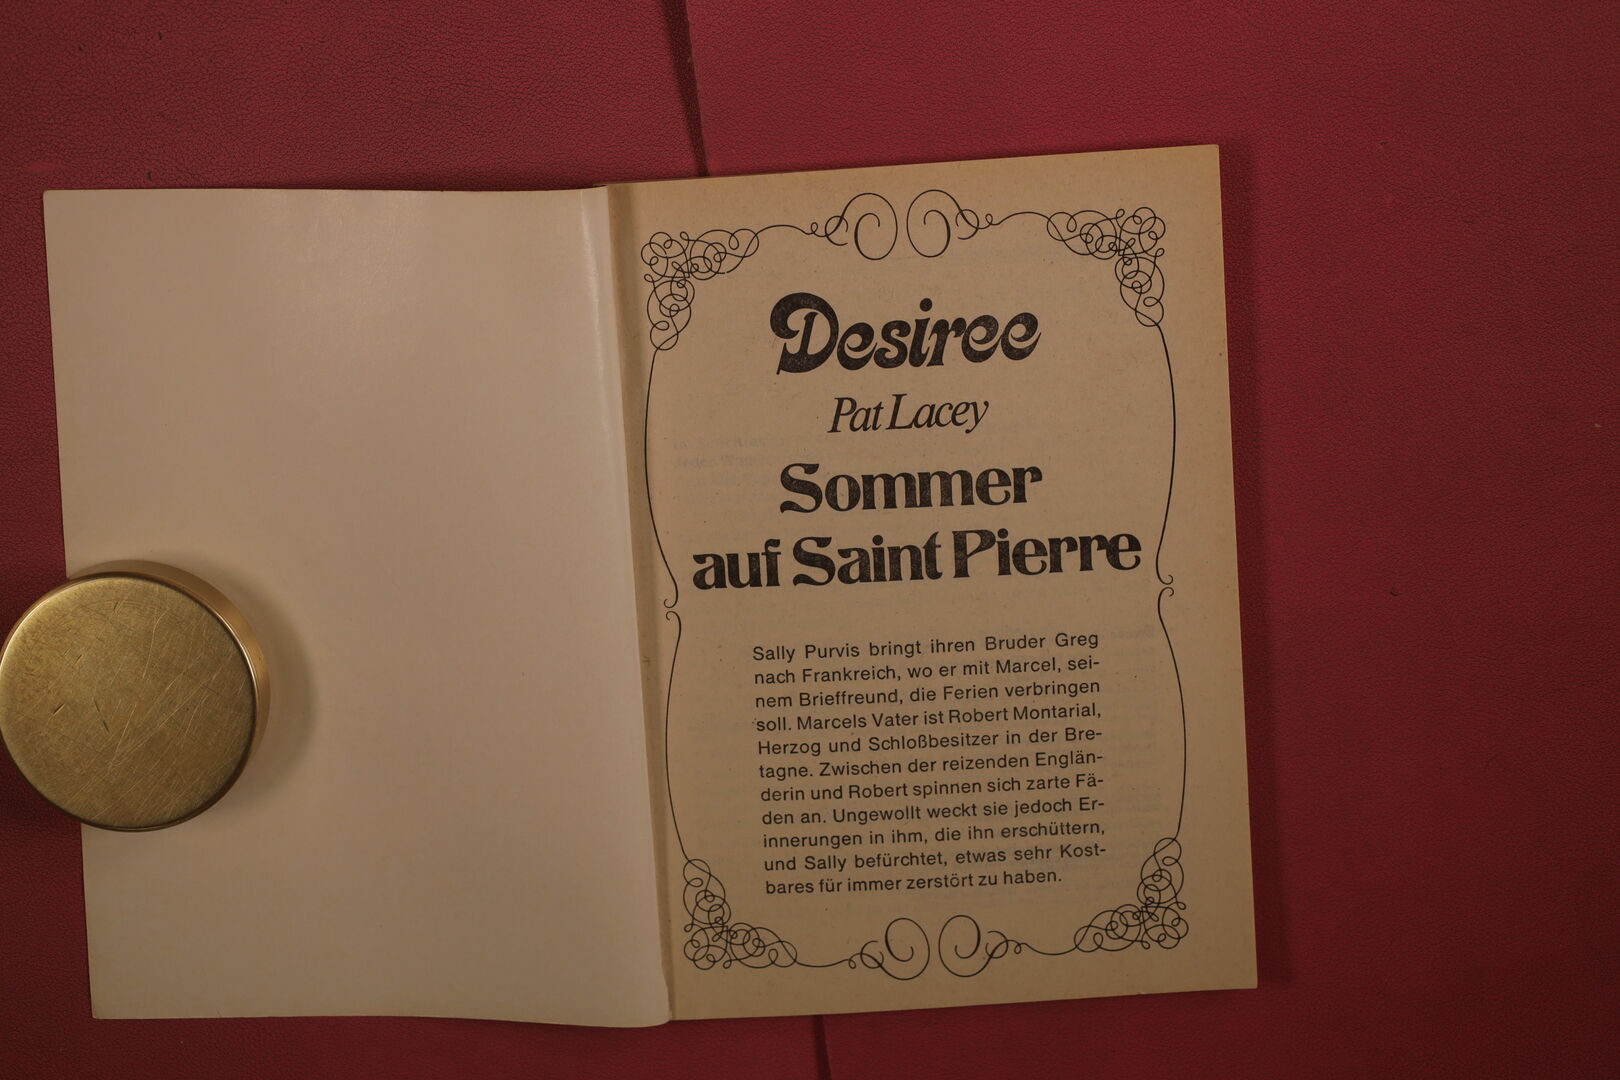 Desiree
Pat Lacey
Sommer
auf Saint Pierre
Sally Purvis bringt ihren Bruder Greg
nach Frankreich, wo er mit Marcel, sei-
nem Brieffreund, die Ferien verbringen
soll. Marcels Vater ist Robert Montarial,
Herzog und Schloßbesitzer in der Bre-
tagne. Zwischen der reizenden Englän-
derin und Robert spinnen sich zarte Fä-
den an. Ungewollt weckt sie jedoch Er-
innerungen in ihm, die ihn erschüttern,
und Sally befürchtet, etwas sehr Kost-
bares für immer zerstört zu haben.